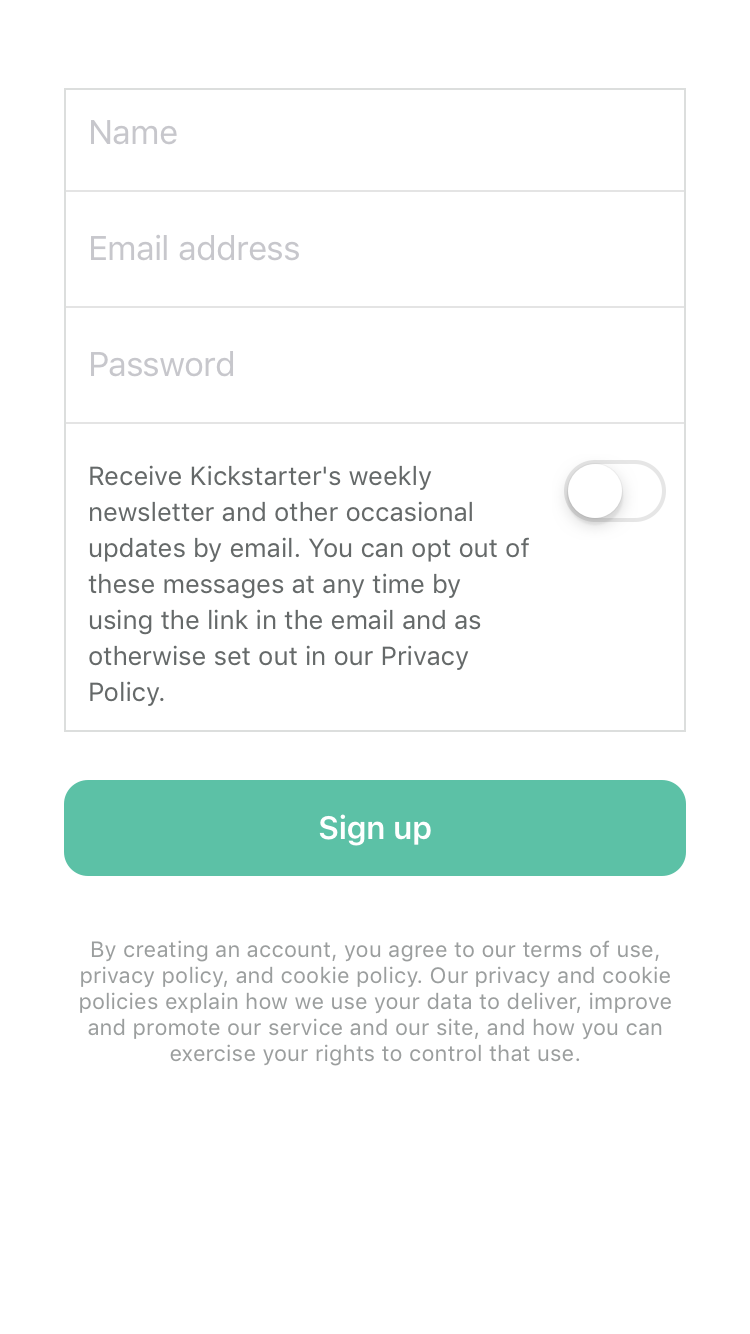 Name
Email address
Password
Receive Kickstarter's weekly
newsletter and other occasional
updates by email. You can opt out of
these messages at any time by
using the link in the email and as
otherwise set out in our Privacy
Policy.
Sign up
By creating an account, you agree to our terms of use,
privacy policy, and cookie policy. Our privacy and cookie
policies explain how we use your data to deliver, improve
and promote our service and our site, and how you can
exercise your rights to control that use.